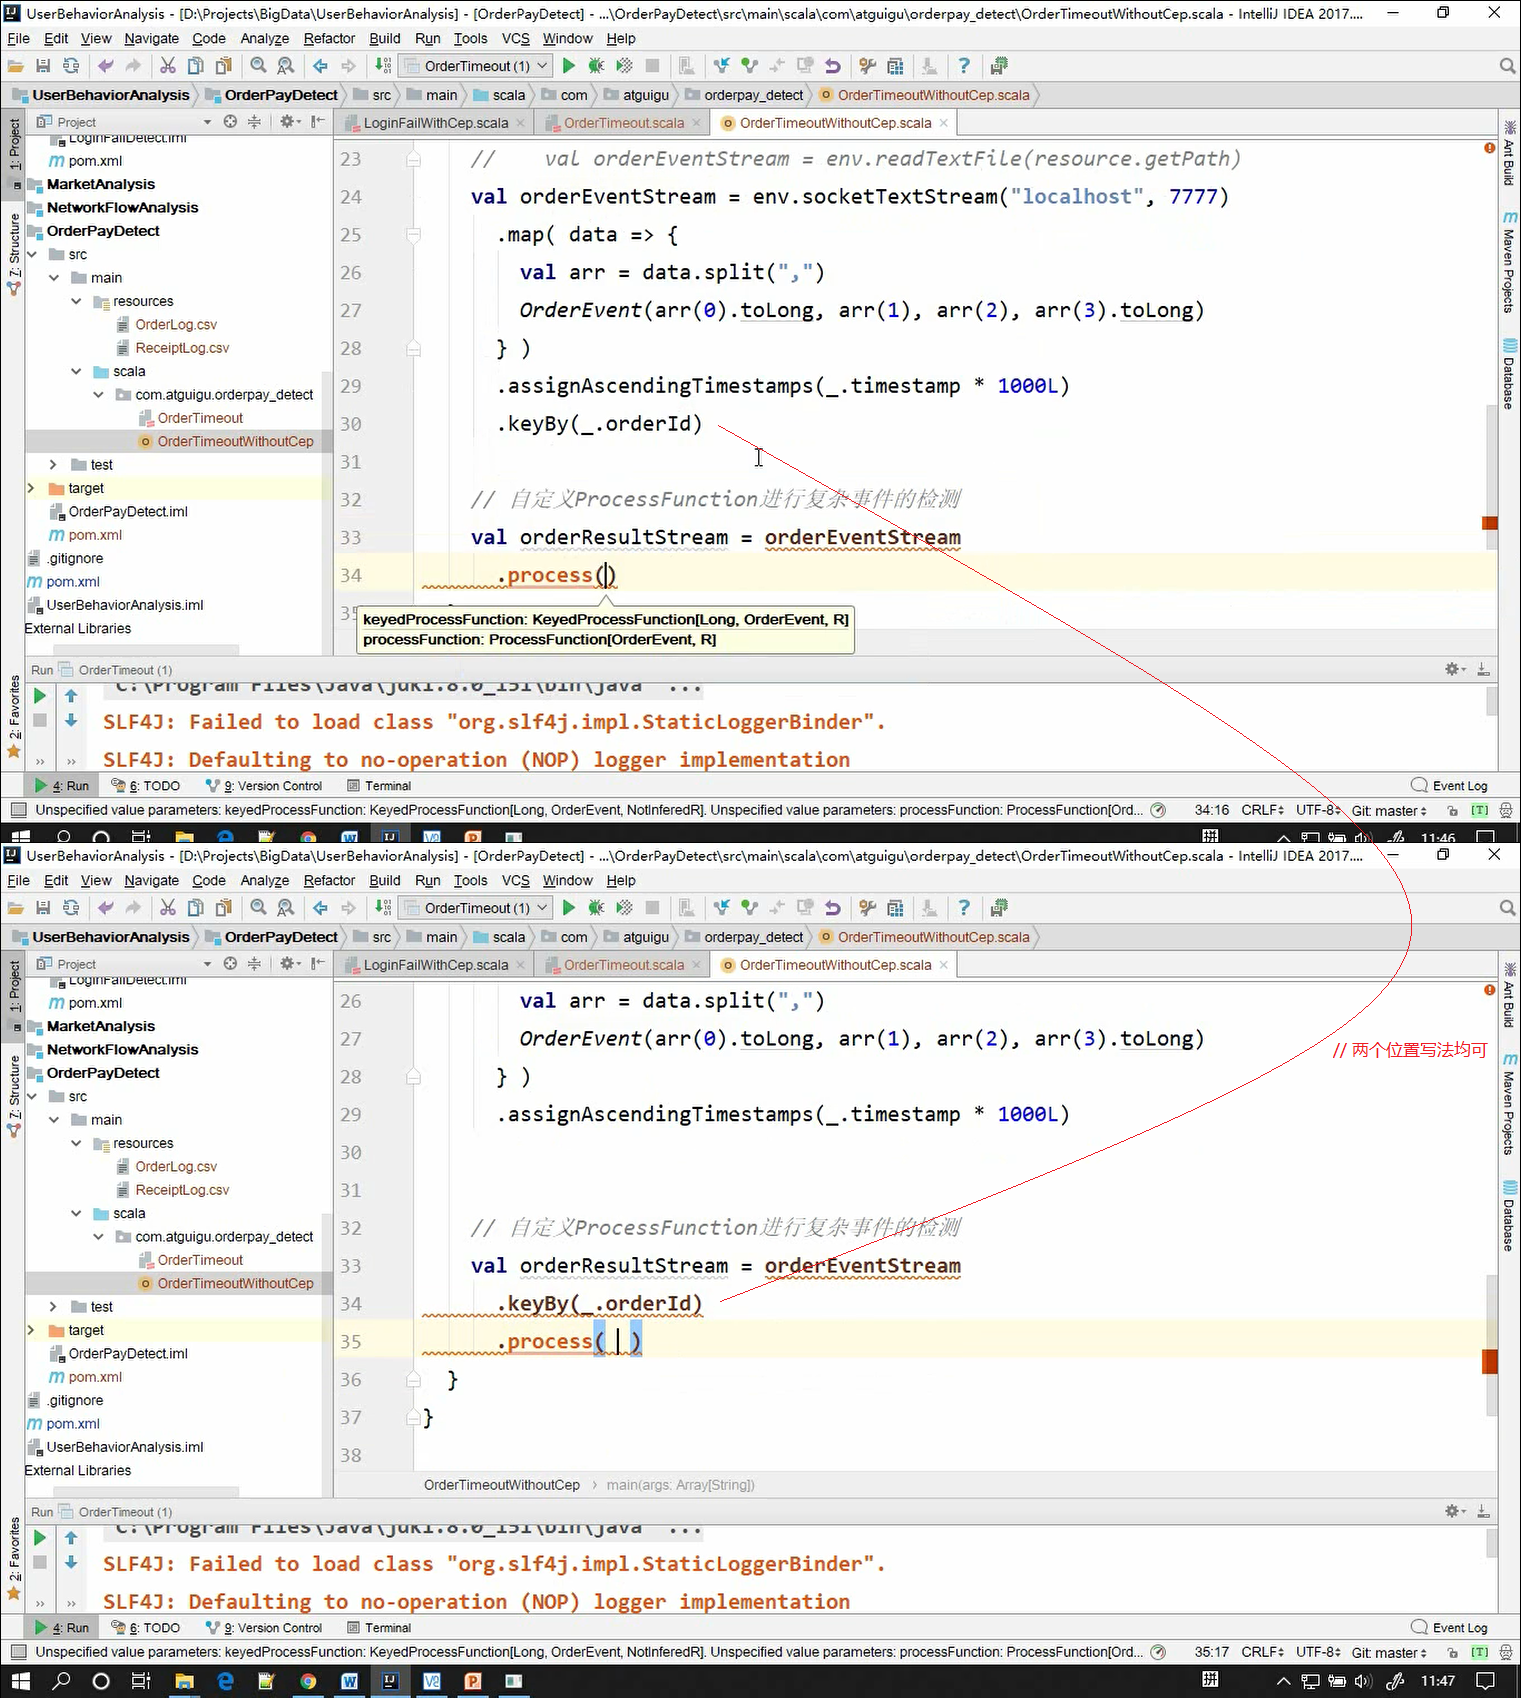 UserBehaviorAnalysis - [D:\Projects\BigData\UserBehaviorAnalysis] - [OrderPayDetect] - ...\OrderPayDetect\src\main\scala\com\atguigu\orderpay_detect\OrderTimeoutWithoutCep.scala - IntelliJ IDEA 2017....
File Edit View Navigate Code Analyze Refactor Build Run Tools VCS Window Help
OrderTimeout (1)
UserBehaviorAnalysis OrderPayDetect src main scala com atguigu orderpay_detect OrderTimeoutWithoutCep.scala
Project LoginFailWithCep.scala OrderTimeout.scala OrderTimeoutWithoutCep.scala
1: Project
7: Structure
2: Favorites
Ant Build
Maven Projects
Database
LoginFailDetect.iml
pom.xml
MarketAnalysis
NetworkFlowAnalysis
OrderPayDetect
src
main
resources
OrderLog.csv
ReceiptLog.csv
scala
com.atguigu.orderpay_detect
OrderTimeout
OrderTimeoutWithoutCep
test
target
OrderPayDetect.iml
pom.xml
.gitignore
pom.xml
UserBehaviorAnalysis.iml
External Libraries
23 // val orderEventStream = env.readTextFile(resource.getPath)
24 val orderEventStream = env.socketTextStream("localhost", 7777)
25 .map( data => {
26 val arr = data.split(",")
27 OrderEvent(arr(0).toLong, arr(1), arr(2), arr(3).toLong)
28 } )
29 .assignAscendingTimestamps(_.timestamp * 1000L)
30 .keyBy(_.orderId)
31
32 // 自定义ProcessFunction进行复杂事件的检测
33 val orderResultStream = orderEventStream
34 .process()
35
keyedProcessFunction: KeyedProcessFunction[Long, OrderEvent, R]
processFunction: ProcessFunction[OrderEvent, R]
Run OrderTimeout (1)
C:\Program Files\Java\jdk1.8.0_151\bin\java ...
SLF4J: Failed to load class "org.slf4j.impl.StaticLoggerBinder".
SLF4J: Defaulting to no-operation (NOP) logger implementation
4: Run 6: TODO 9: Version Control Terminal Event Log
Unspecified value parameters: keyedProcessFunction: KeyedProcessFunction[Long, OrderEvent, NotInferedR]. Unspecified value parameters: processFunction: ProcessFunction[Ord... 34:16 CRLF UTF-8 Git: master [T]
拼 11:46
UserBehaviorAnalysis - [D:\Projects\BigData\UserBehaviorAnalysis] - [OrderPayDetect] - ...\OrderPayDetect\src\main\scala\com\atguigu\orderpay_detect\OrderTimeoutWithoutCep.scala - IntelliJ IDEA 2017....
File Edit View Navigate Code Analyze Refactor Build Run Tools VCS Window Help
OrderTimeout (1)
UserBehaviorAnalysis OrderPayDetect src main scala com atguigu orderpay_detect OrderTimeoutWithoutCep.scala
Project LoginFailWithCep.scala OrderTimeout.scala OrderTimeoutWithoutCep.scala
1: Project
7: Structure
2: Favorites
Ant Build
Maven Projects
Database
LoginFailDetect.iml
pom.xml
MarketAnalysis
NetworkFlowAnalysis
OrderPayDetect
src
main
resources
OrderLog.csv
ReceiptLog.csv
scala
com.atguigu.orderpay_detect
OrderTimeout
OrderTimeoutWithoutCep
test
target
OrderPayDetect.iml
pom.xml
.gitignore
pom.xml
UserBehaviorAnalysis.iml
External Libraries
26 val arr = data.split(",")
27 OrderEvent(arr(0).toLong, arr(1), arr(2), arr(3).toLong)
// 两个位置写法均可
28 } )
29 .assignAscendingTimestamps(_.timestamp * 1000L)
30
31
32 // 自定义ProcessFunction进行复杂事件的检测
33 val orderResultStream = orderEventStream
34 .keyBy(_.orderId)
35 .process( )
36 }
37 }
38
OrderTimeoutWithoutCep main(args: Array[String])
Run OrderTimeout (1)
C:\Program Files\Java\jdk1.8.0_151\bin\java ...
SLF4J: Failed to load class "org.slf4j.impl.StaticLoggerBinder".
SLF4J: Defaulting to no-operation (NOP) logger implementation
4: Run 6: TODO 9: Version Control Terminal Event Log
Unspecified value parameters: keyedProcessFunction: KeyedProcessFunction[Long, OrderEvent, NotInferedR]. Unspecified value parameters: processFunction: ProcessFunction[Ord... 35:17 CRLF UTF-8 Git: master [T]
拼 11:47